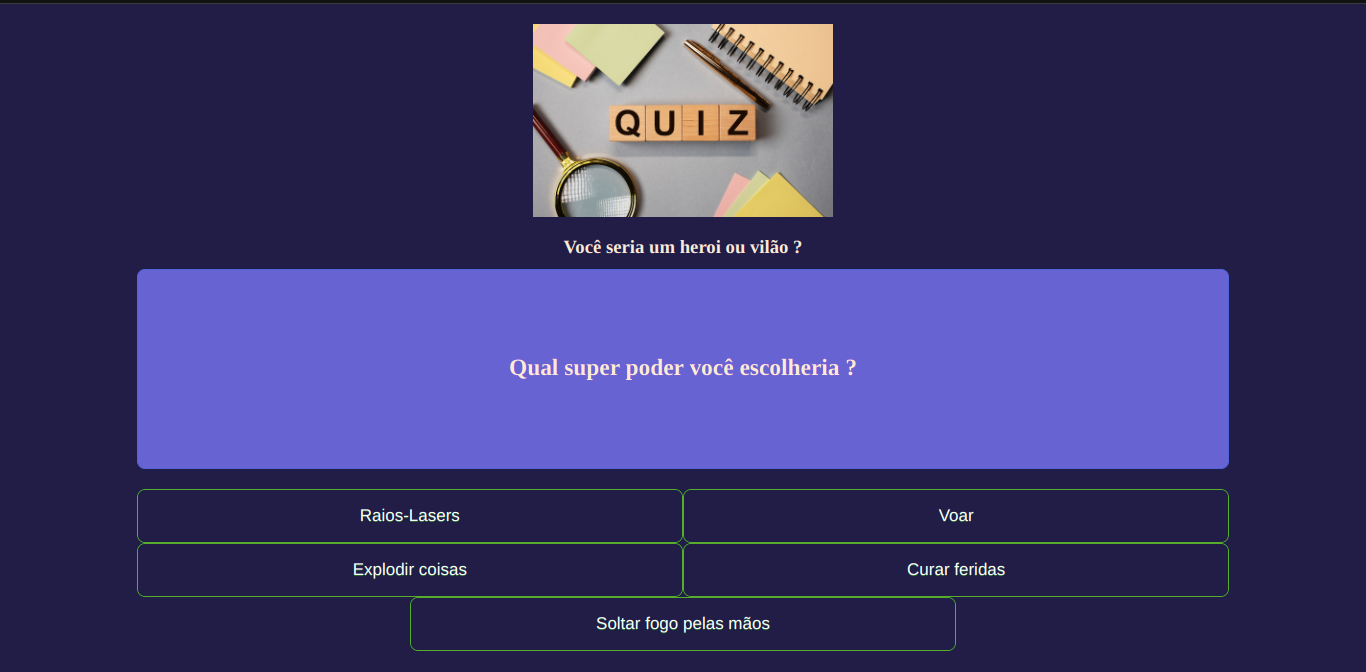 QUIZ
Você seria um heroi ou vilão ?
Qual super poder você escolheria ?
Raios-Lasers
Voar
Explodir coisas
Curar feridas
Soltar fogo pelas mãos